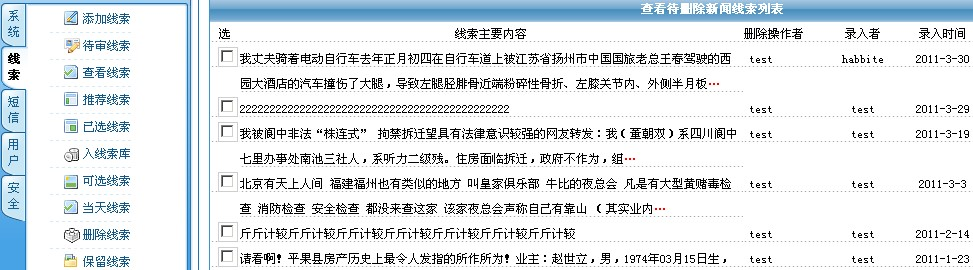 系统
线索
短信
用户
安全
添加线索
待审线索
查看线索
推荐线索
已选线索
入线索库
可选线索
当天线索
删除线索
保留线索
查看待删除新闻线索列表
选 线索主要内容 删除操作者 录入者 录入时间
我丈夫骑着电动自行车去年正月初四在自行车道上被江苏省扬州市中国国旅老总王春驾驶的西 test habbite 2011-3-30
园大酒店的汽车撞伤了大腿，导致左腿胫腓骨近端粉碎性骨折、左膝关节内、外侧半月板…
22222222222222222222222222222222222222222222 test test 2011-3-29
我被阆中非法“株连式” 拘禁拆迁望具有法律意识较强的网友转发：我（董朝双）系四川阆中 test test 2011-3-19
七里办事处南池三社人，系听力二级残。住房面临拆迁，政府不作为，组…
北京有天上人间 福建福州也有类似的地方 叫皇家俱乐部 牛比的夜总会 凡是有大型黄赌毒检 test test 2011-3-3
查 消防检查 安全检查 都没来查这家 该家夜总会声称自己有靠山 （其实业内…
斤斤计较斤斤计较斤斤计较斤斤计较斤斤计较斤斤计较斤斤计较 test test 2011-2-14
请看啊！平果县房产历史上最令人发指的所作所为！业主：赵世立，男，1974年03月15日生， test test 2011-1-23